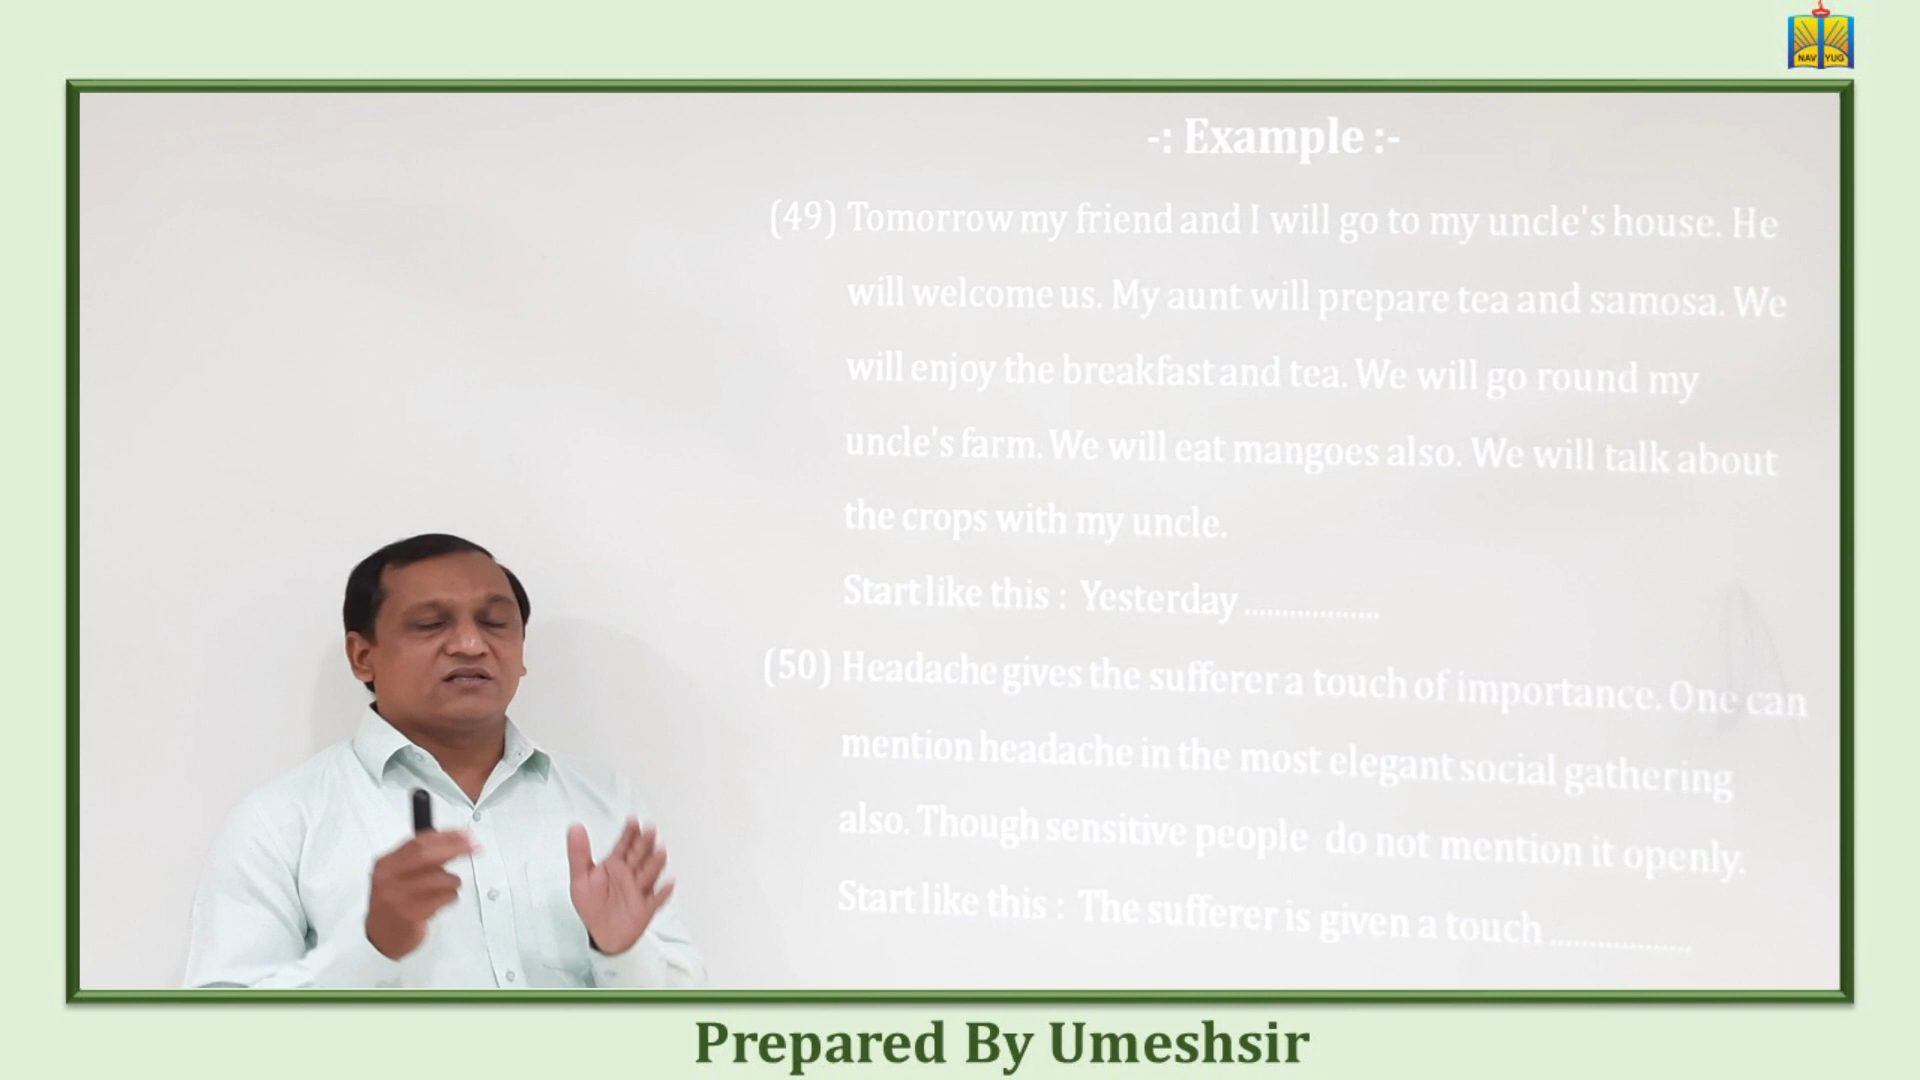 NAV YUG
-: Example :-
(49) Tomorrow my friend and I will go to my uncle's house. He
will welcome us. My aunt will prepare tea and samosa. We
will enjoy the breakfast and tea. We will go round my
uncle's farm. We will eat mangoes also. We will talk about
the crops with my uncle.
Start like this : Yesterday ..................
(50) Headache gives the sufferer a touch of importance. One can
mention headache in the most elegant social gathering
also. Though sensitive people do not mention it openly.
Start like this : The sufferer is given a touch ...................
Prepared By Umeshsir